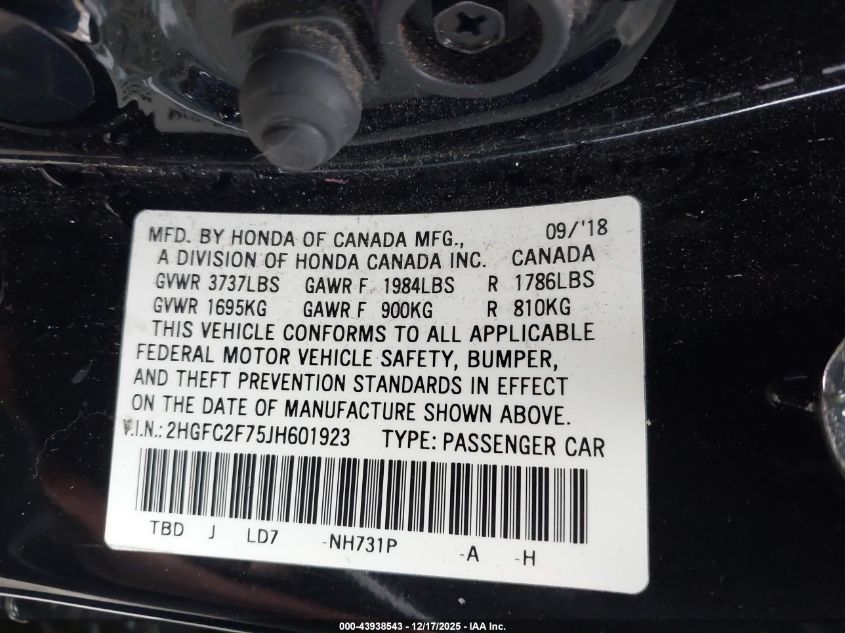 MFD. BY HONDA OF CANADA MFG., 09/'18
A DIVISION OF HONDA CANADA INC. CANADA
GVWR 3737LBS GAWR F 1984LBS R 1786LBS
GVWR 1695KG GAWR F 900KG R 810KG
THIS VEHICLE CONFORMS TO ALL APPLICABLE
FEDERAL MOTOR VEHICLE SAFETY, BUMPER,
AND THEFT PREVENTION STANDARDS IN EFFECT
ON THE DATE OF MANUFACTURE SHOWN ABOVE.
V.I.N.: 2HGFC2F75JH601923 TYPE: PASSENGER CAR
TBD J LD7 -NH731P -A -H
000-43938543 - 12/17/2025 - IAA Inc.